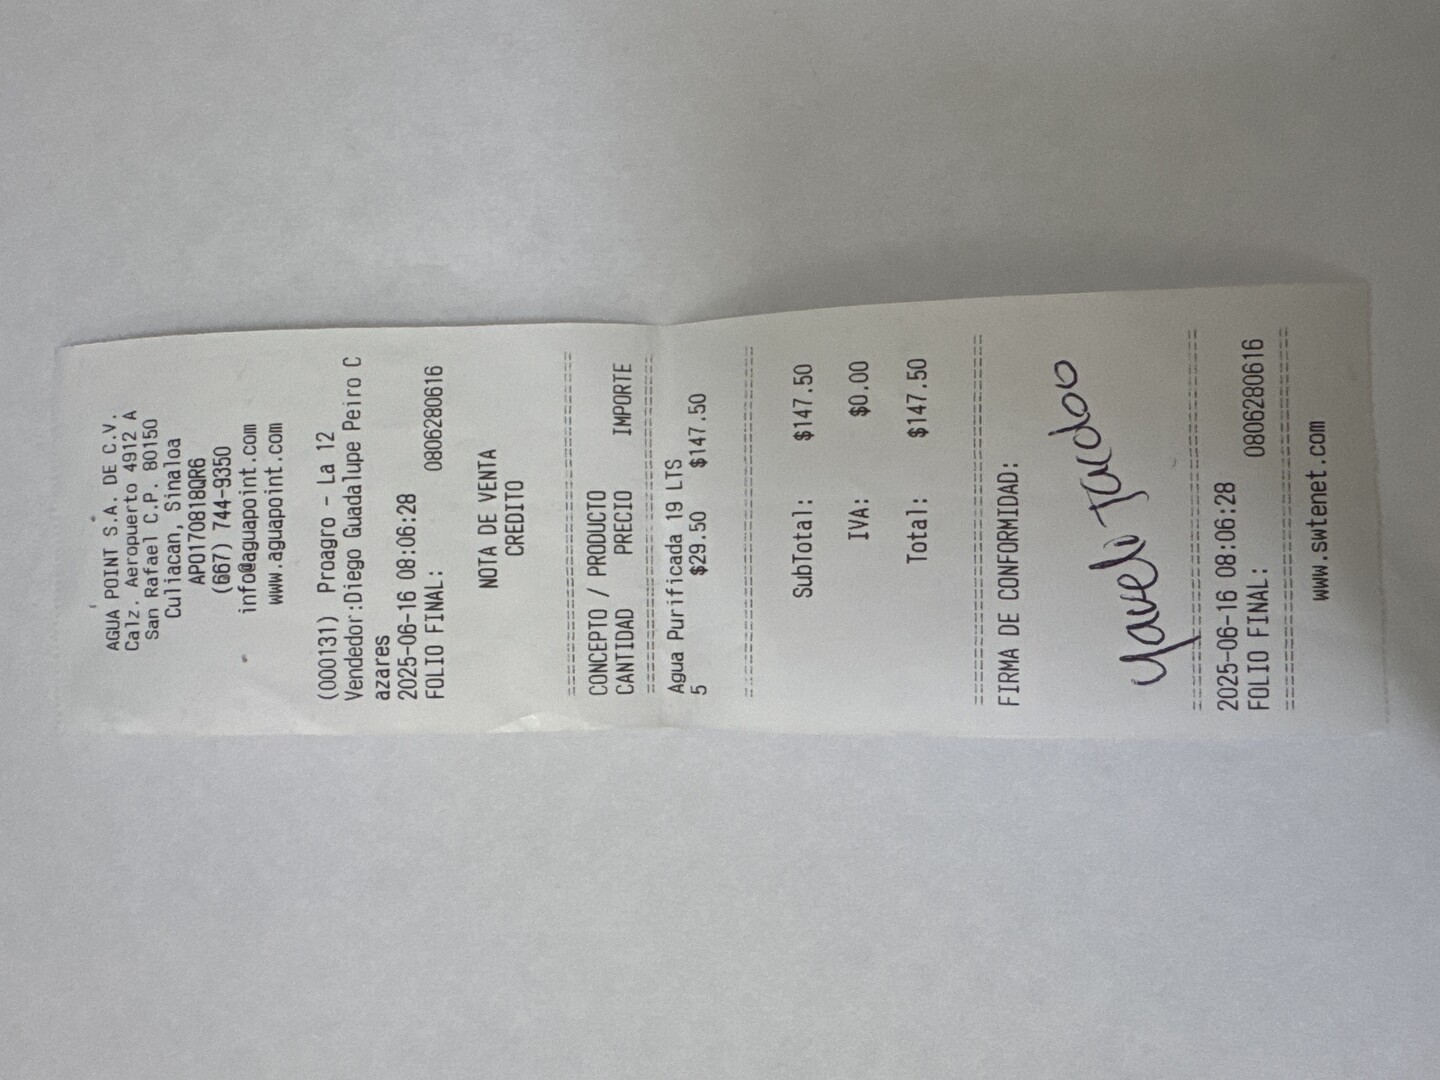 AGUA POINT S.A. DE C.V.
Calz. Aeropuerto 4912 A
San Rafael C.P. 80150
Culiacan, Sinaloa
APO170818QR6
(667) 744-9350
info@aguapoint.com
www.aguapoint.com
(000131) Proagro - La 12
Vendedor:Diego Guadalupe Peiro C
azares
2025-06-16 08:06:28
FOLIO FINAL: 0806280616
NOTA DE VENTA
CREDITO
================================
CONCEPTO / PRODUCTO
CANTIDAD PRECIO IMPORTE
================================
Agua Purificada 19 LTS
5 $29.50 $147.50
================================
SubTotal: $147.50
IVA: $0.00
Total: $147.50
================================
FIRMA DE CONFORMIDAD:
================================
2025-06-16 08:06:28
FOLIO FINAL: 0806280616
================================
www.swtenet.com